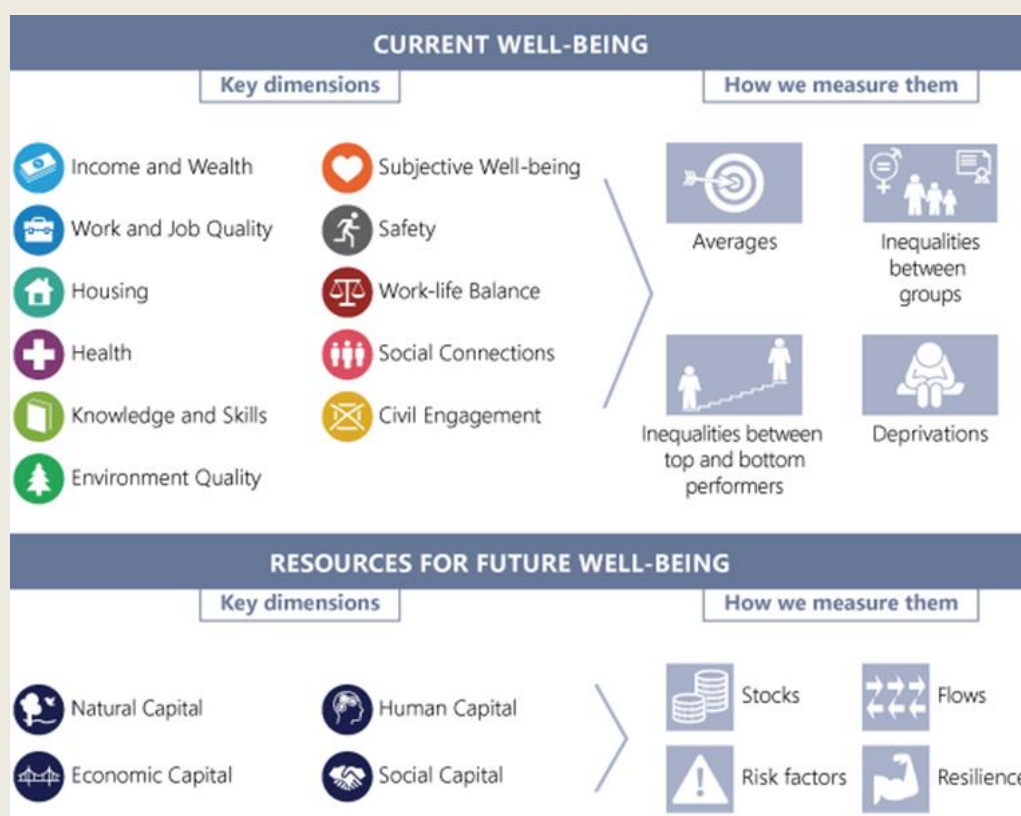 CURRENT WELL-BEING
Key dimensions
How we measure them
Income and Wealth
Subjective Well-being
Work and Job Quality
Safety
Housing
Work-life Balance
Health
Social Connections
Knowledge and Skills
Civil Engagement
Environment Quality
Averages
Inequalities
between
groups
Inequalities between
top and bottom
performers
Deprivations
RESOURCES FOR FUTURE WELL-BEING
Key dimensions
How we measure them
Natural Capital
Human Capital
Economic Capital
Social Capital
Stocks
Flows
Risk factors
Resilience